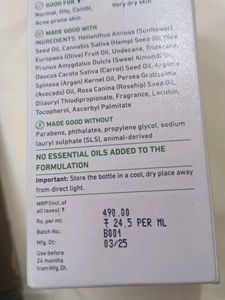 GOOD FOR
Normal, Oily, Combi,
Acne prone skin
Very dry skin
MADE GOOD WITH
INGREDIENTS: Helianthus Annuus (Sunflower)
Seed Oil, Cannabis Sativa (Hemp) Seed Oil,
Europaea (Olive) Fruit Oil, Undecane, Tridecane,
Prunus Amygdalus Dulcis (Sweet Almond) Oil,
Daucus Carota Sativa (Carrot) Seed Oil, Argania
Spinosa (Argan) Kernel Oil, Persea Gratissima
(Avocado) Oil, Rosa Canina (Rosehip) Seed Oil,
Dilauryl Thiodipropionate, Fragrance, Lecithin,
Tocopherol, Ascorbyl Palmitate
MADE GOOD WITHOUT
Parabens, phthalates, propylene glycol, sodium
lauryl sulphate (SLS), animal-derived
NO ESSENTIAL OILS ADDED TO THE
FORMULATION
Important: Store the bottle in a cool, dry place away
from direct light.
MRP (incl. of
all taxes): ₹ 490.00
Rs. per ml: ₹ 24.5 PER ML
Batch No.: B001
Mfg. Dt: 03/25
Use before
24 months
from Mfg. Dt.